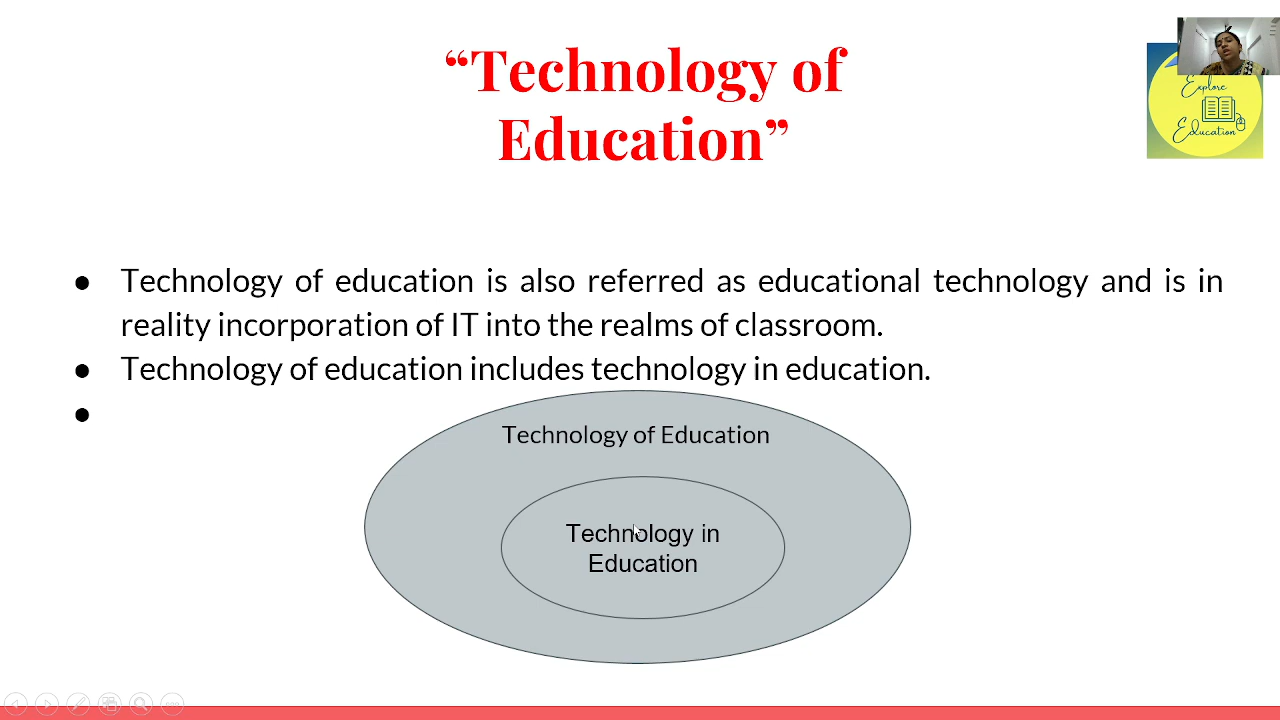 “Technology of
Education”
Explore
Education
● Technology of education is also referred as educational technology and is in
reality incorporation of IT into the realms of classroom.
● Technology of education includes technology in education.
●
Technology of Education
Technology in
Education